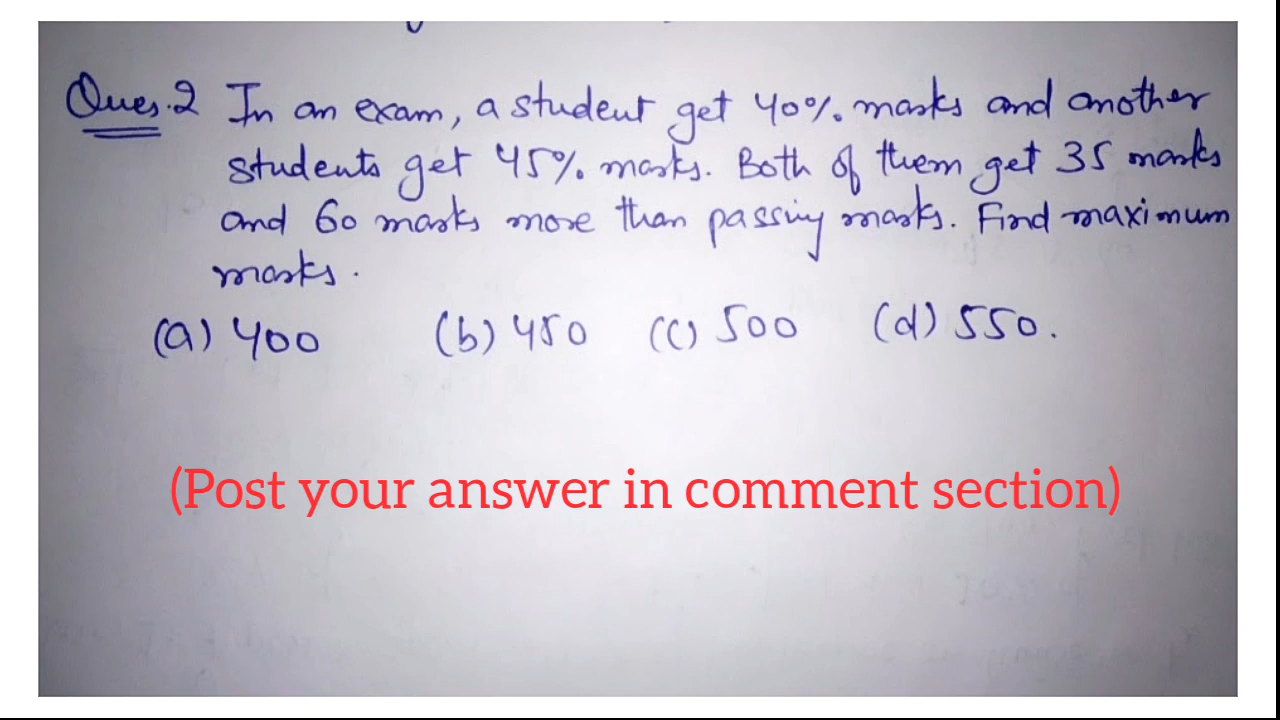 Ques.2 In an exam, a student get 40% marks and another
students get 45% marks. Both of them get 35 marks
and 60 marks more than passing marks. Find maximum
marks.
(a) 400 (b) 450 (c) 500 (d) 550.
(Post your answer in comment section)